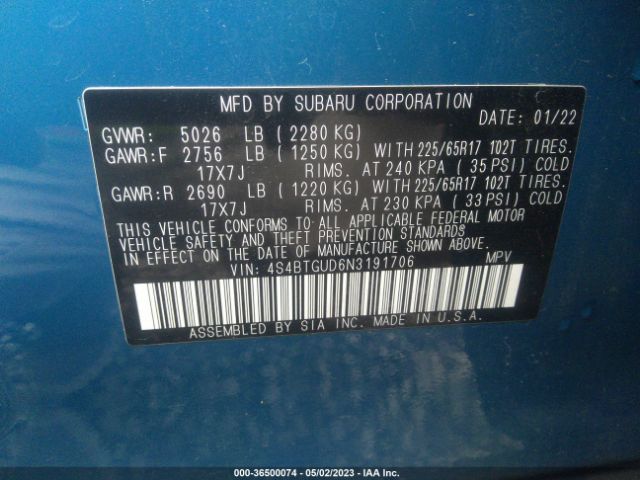 MFD BY SUBARU CORPORATION
DATE: 01/22
GVWR: 5026 LB (2280 KG)
GAWR:F 2756 LB (1250 KG) WITH 225/65R17 102T TIRES.
17X7J RIMS. AT 240 KPA (35 PSI) COLD
GAWR:R 2690 LB (1220 KG) WITH 225/65R17 102T TIRES.
17X7J RIMS. AT 230 KPA (33 PSI) COLD
THIS VEHICLE CONFORMS TO ALL APPLICABLE FEDERAL MOTOR
VEHICLE SAFETY AND THEFT PREVENTION STANDARDS
IN EFFECT ON THE DATE OF MANUFACTURE SHOWN ABOVE.
VIN: 4S4BTGUD6N3191706 MPV
ASSEMBLED BY SIA INC. MADE IN U.S.A.
000-36500074 - 05/02/2023 - IAA Inc.